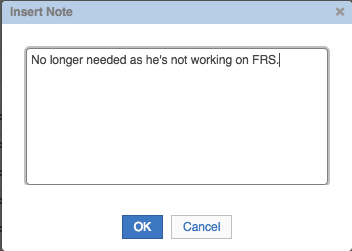 Insert Note
No longer needed as he's not working on FRS.
OK
Cancel